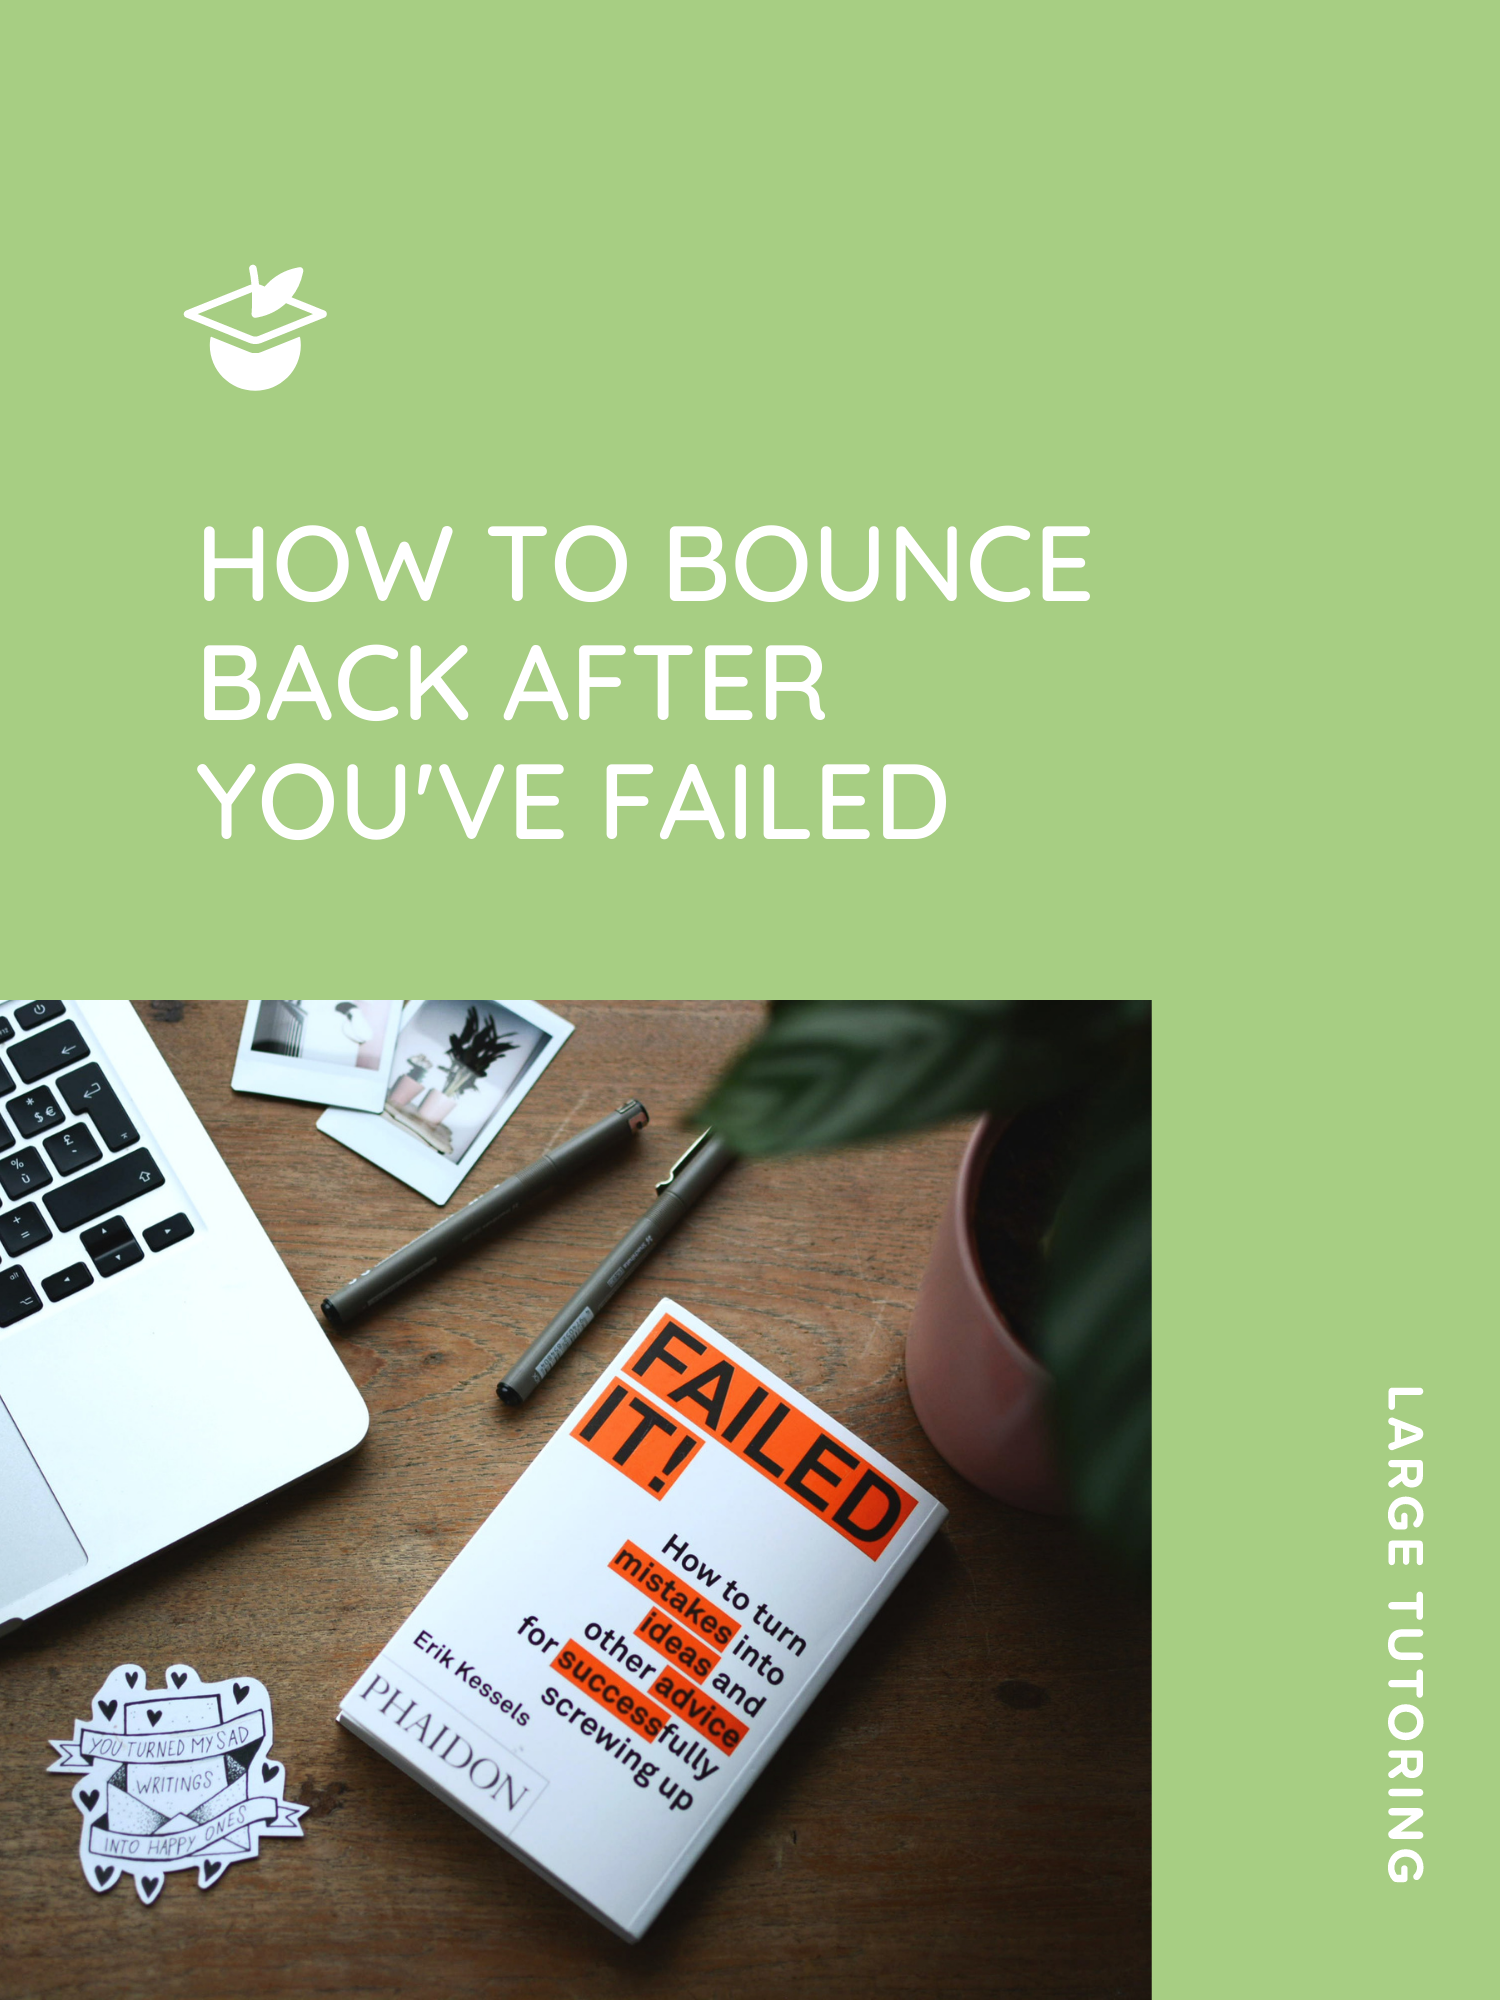 HOW TO BOUNCE
BACK AFTER
YOU'VE FAILED
FAILED
IT!
How to turn
mistakes into
ideas and
other advice
for successfully
screwing up
Erik Kessels
PHAIDON
YOU TURNED MY SAD
WRITINGS
INTO HAPPY ONES
LARGE TUTORING